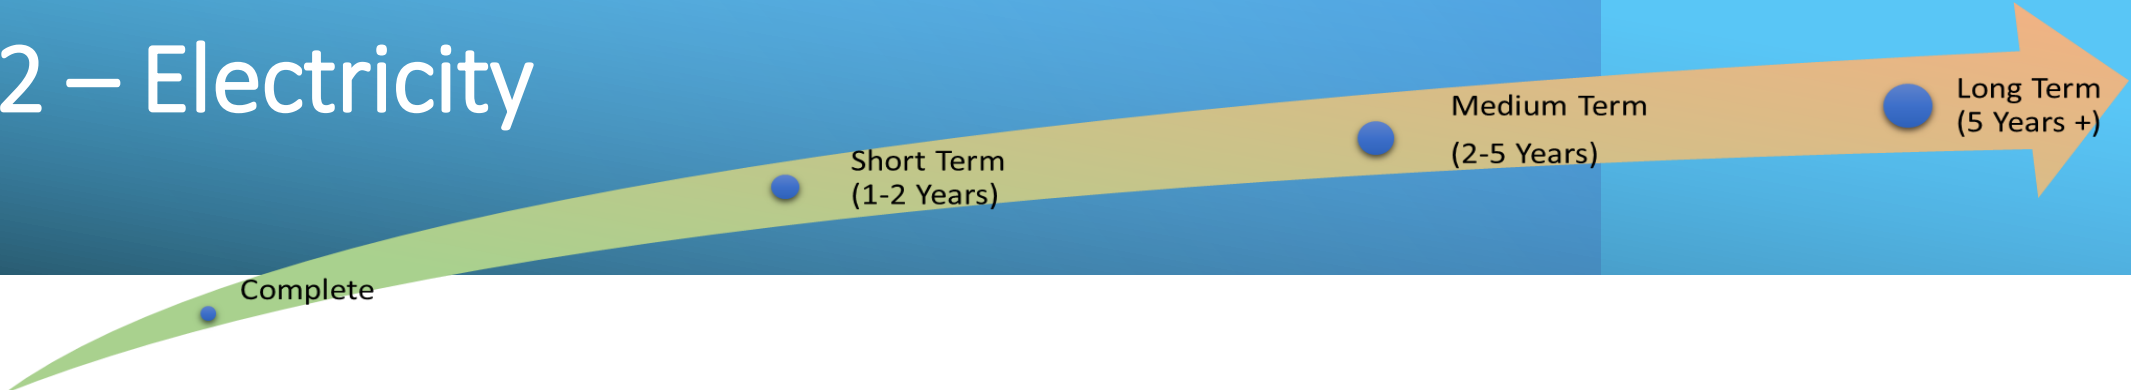 2 – Electricity
Complete
Short Term
(1-2 Years)
Medium Term
(2-5 Years)
Long Term
(5 Years +)